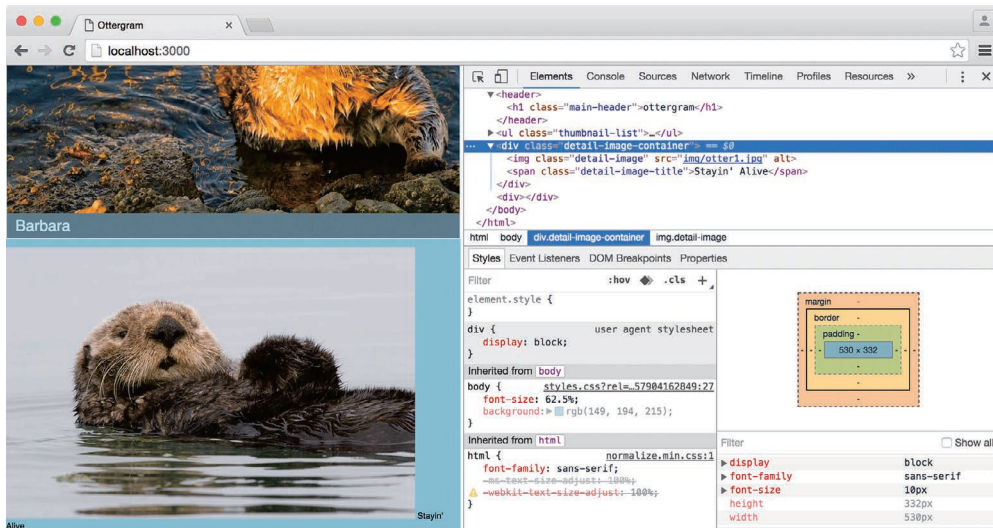 Ottergram
localhost:3000
Elements Console Sources Network Timeline Profiles Resources »
▼<header>
<h1 class="main-header">ottergram</h1>
</header>
▶<ul class="thumbnail-list">…</ul>
… ▼<div class="detail-image-container"> == $0
<img class="detail-image" src="img/otter1.jpg" alt>
<span class="detail-image-title">Stayin' Alive</span>
</div>
<div></div>
</body>
</html>
html body div.detail-image-container img.detail-image
Styles Event Listeners DOM Breakpoints Properties
Filter :hov .cls +
element.style {
}
div { user agent stylesheet
display: block;
}
Inherited from body
body { styles.css?rel=…57904162849:27
font-size: 62.5%;
background:▶ rgb(149, 194, 215);
}
Inherited from html
html { normalize.min.css:1
font-family: sans-serif;
-ms-text-size-adjust: 100%;
-webkit-text-size-adjust: 100%;
}
margin -
border -
padding -
- - - 530 × 332 - - -
-
-
-
Filter Show all
▶ display block
▶ font-family sans-serif
▶ font-size 10px
height 332px
width 530px
Barbara
Stayin'
Alive